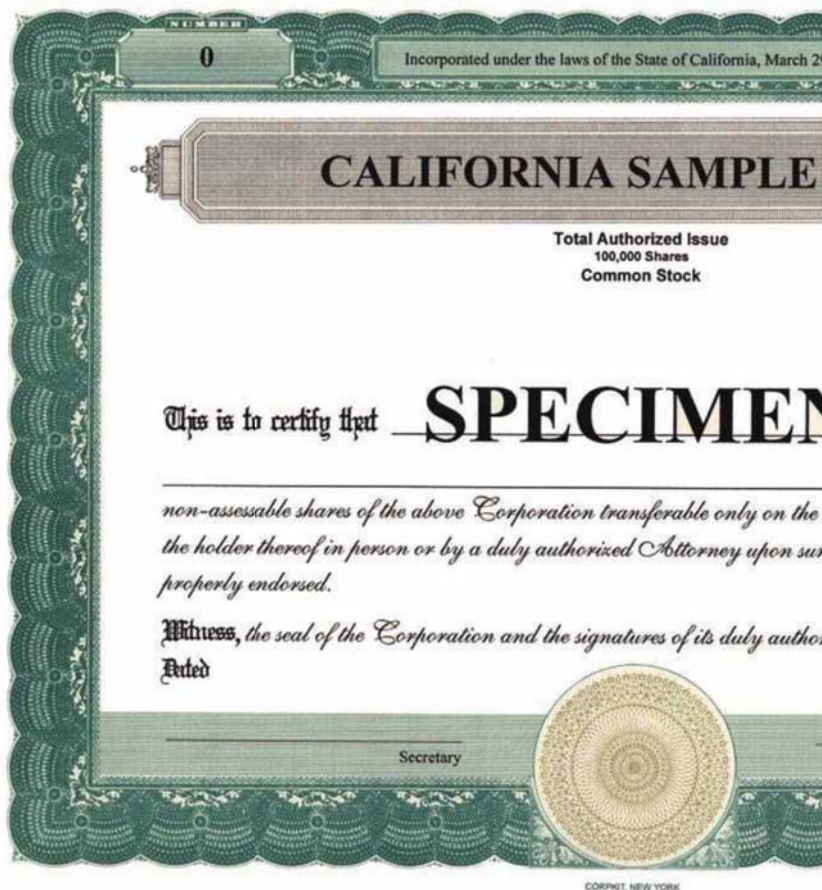 NUMBER
0
Incorporated under the laws of the State of California, March 29
CALIFORNIA SAMPLE
Total Authorized Issue
100,000 Shares
Common Stock
This is to certify that SPECIMEN
non-assessable shares of the above Corporation transferable only on the
the holder thereof in person or by a duly authorized Attorney upon sur
properly endorsed.
Witness, the seal of the Corporation and the signatures of its duly author
Dated
Secretary
CORPKIT, NEW YORK